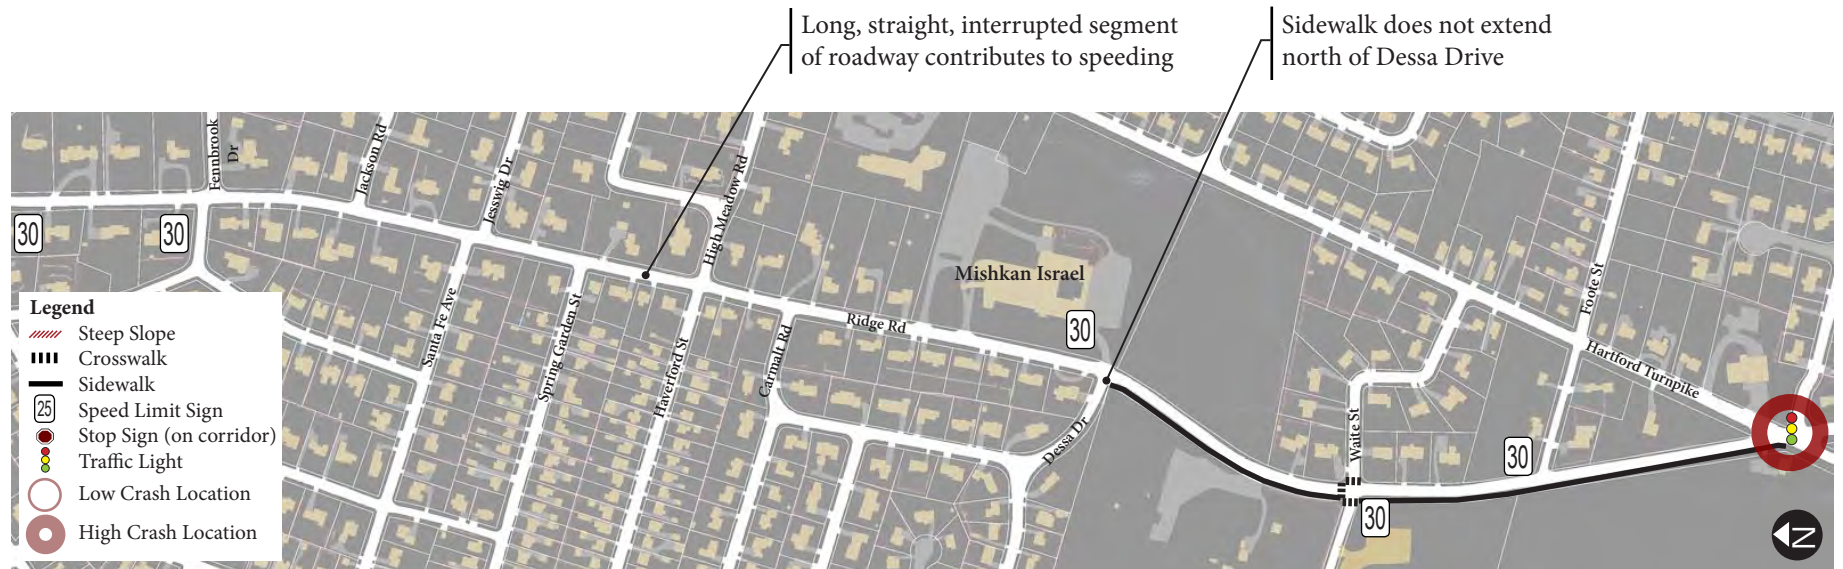 Long, straight, interrupted segment
of roadway contributes to speeding
Sidewalk does not extend
north of Dessa Drive
Fennbrook
Dr
Jackson Rd
Jesswig Dr
High Meadow Rd
30
30
Mishkan Israel
30
Ridge Rd
Santa Fe Ave
Spring Garden St
Haverford St
Carmalt Rd
Dessa Dr
Foote St
Hartford Turnpike
Waite St
30
30
Legend
Steep Slope
Crosswalk
Sidewalk
25
Speed Limit Sign
Stop Sign (on corridor)
Traffic Light
Low Crash Location
High Crash Location
N